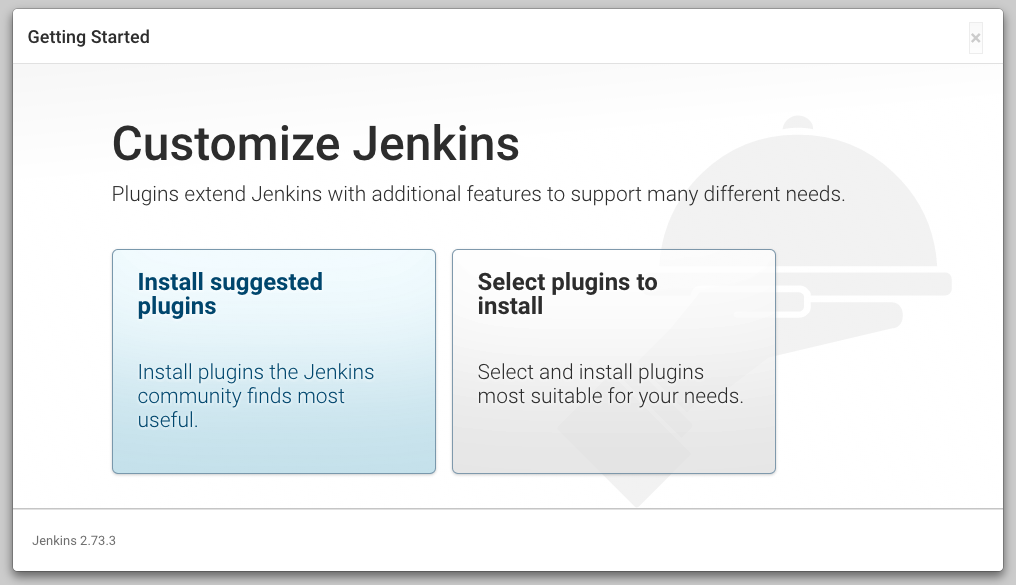 Getting Started
×
Customize Jenkins
Plugins extend Jenkins with additional features to support many different needs.
Install suggested
plugins
Install plugins the Jenkins
community finds most
useful.
Select plugins to
install
Select and install plugins
most suitable for your needs.
Jenkins 2.73.3